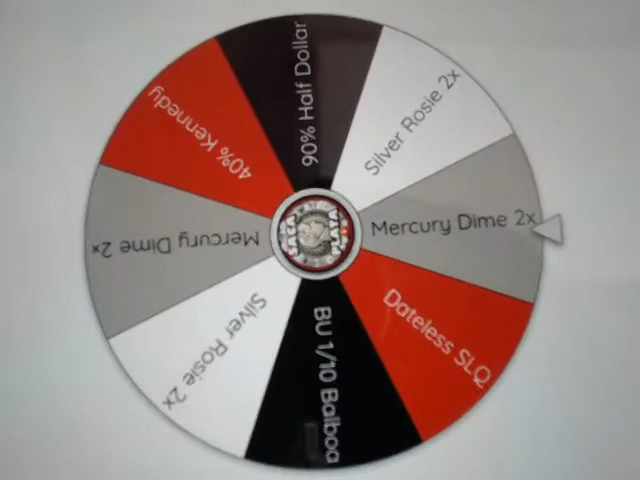 90% Half Dollar
Silver Rosie 2x
Mercury Dime 2x
Dateless SLQ
BU 1/10 Balboa
Silver Rosie 2x
Mercury Dime 2x
40% Kennedy